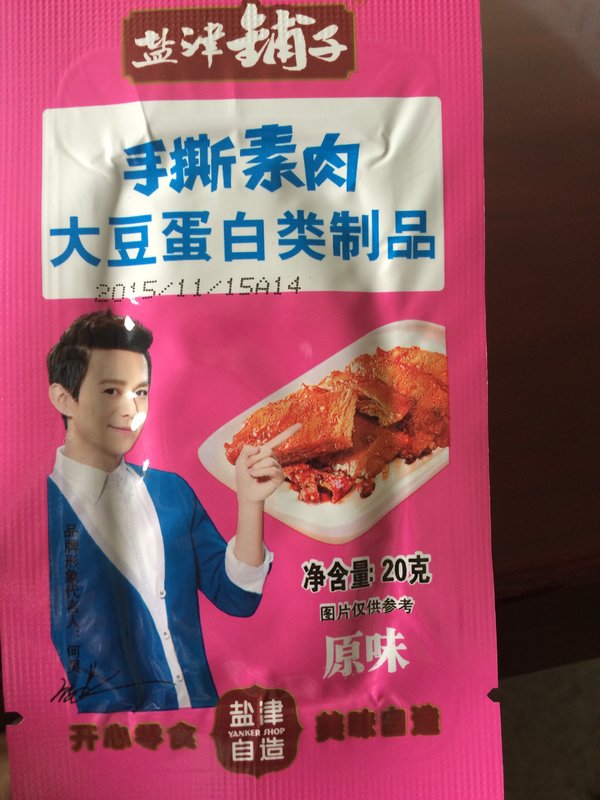 盐津铺子
手撕素肉
大豆蛋白类制品
2015/11/15A14
品牌形象代言人：何炅
净含量: 20克
图片仅供参考
原味
开心零食
盐津
YANKER SHOP
自造
美味自造